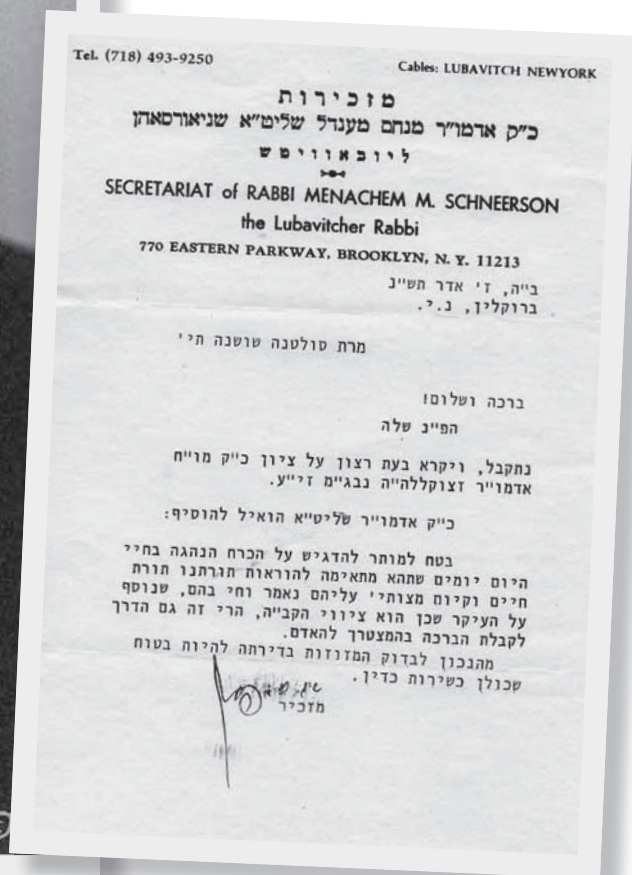 Tel. (718) 493-9250
Cables: LUBAVITCH NEWYORK
מזכירות
כ"ק אדמו"ר מנחם מענדל שליט"א שניאורסאהן
ליובאוויטש
SECRETARIAT of RABBI MENACHEM M. SCHNEERSON
the Lubavitcher Rabbi
770 EASTERN PARKWAY, BROOKLYN, N. Y. 11213
ב"ה, ז' אדר תש"נ
ברוקלין, נ.י.
מרת סולטנה שושנה תי'
ברכה ושלום!
הפ"נ שלה
נתקבל, ויקרא בעת רצון על ציון כ"ק מו"ח
אדמו"ר זצוקללה"ה נבג"מ זי"ע.
כ"ק אדמו"ר שליט"א הואיל להוסיף:
בטח למותר להדגיש על הכרח הנהגה בחיי
היום יומים שתהא מתאימה להוראות תורתנו תורת
חיים וקיום מצותי' עליהם נאמר וחי בהם, שנוסף
על העיקר שכן הוא ציווי הקב"ה, הרי זה גם הדרך
לקבלת הברכה בהמצטרך להאדם.
מהנכון לבדוק המזוזות בדירתה להיות בטוח
שכולן כשירות כדין.
מזכיר